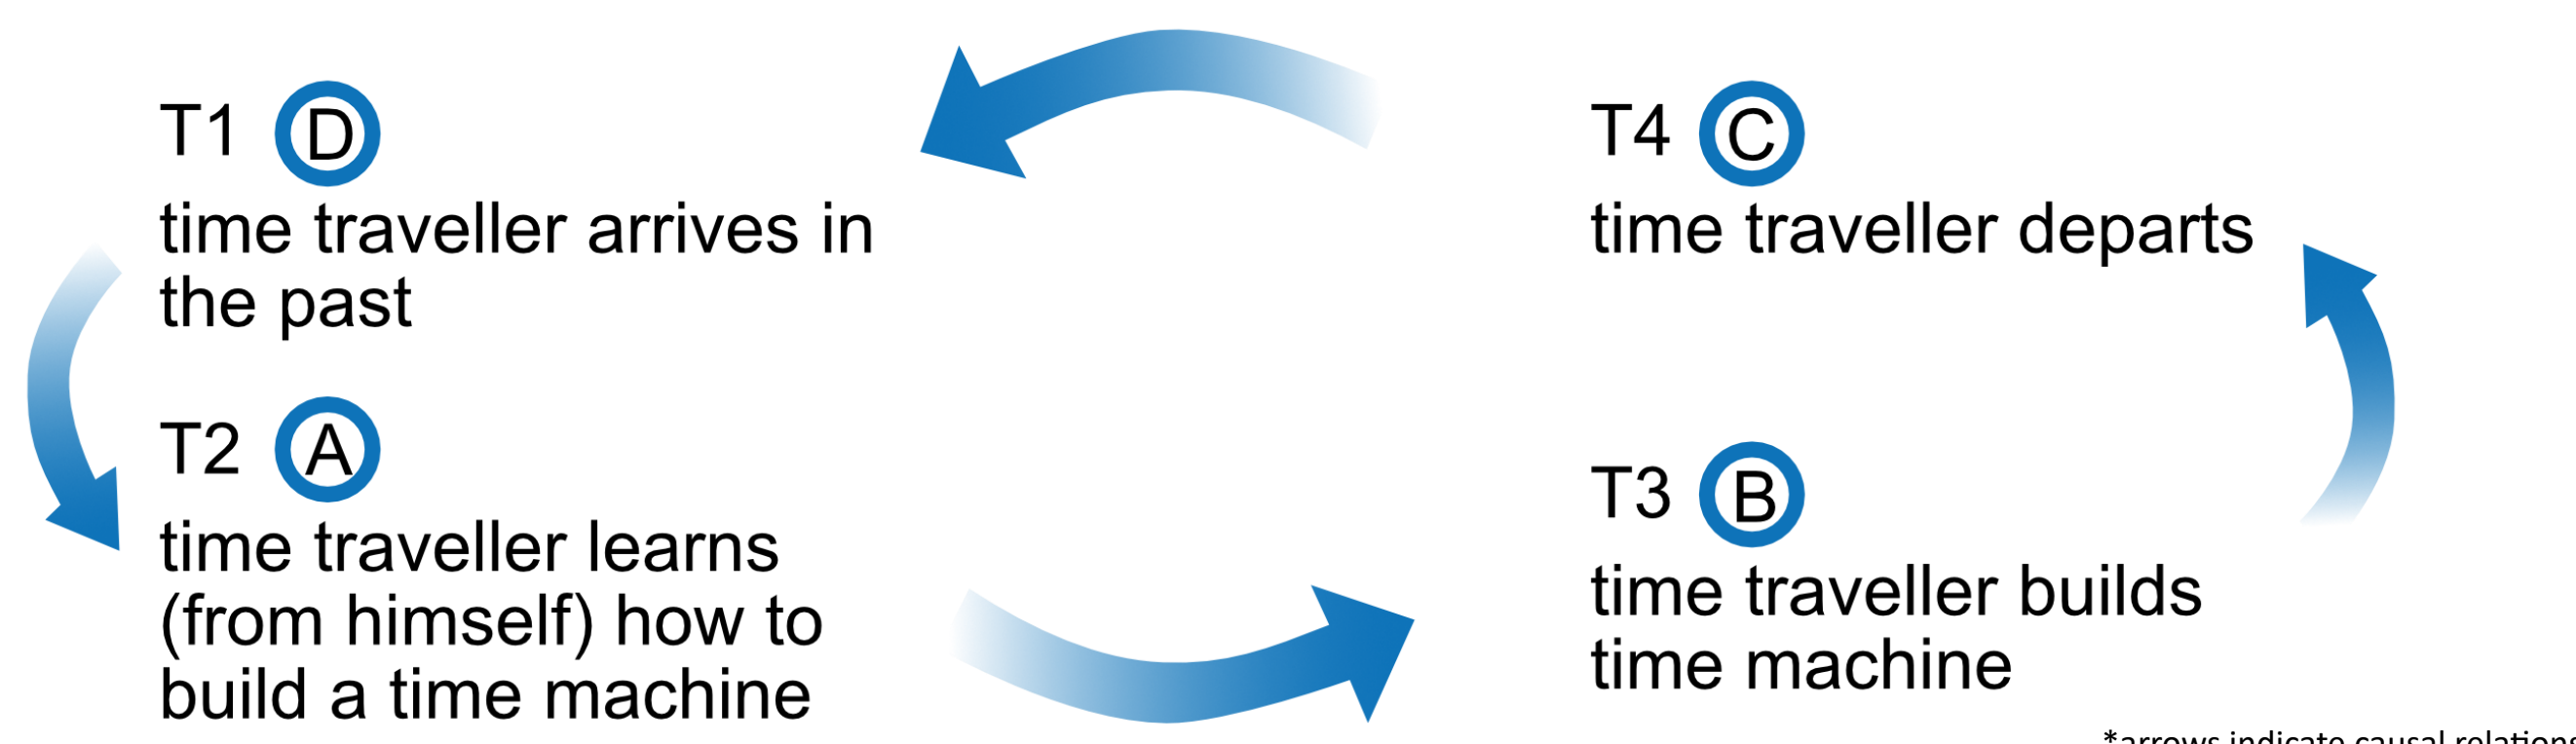 T1 D
time traveller arrives in
the past
T2 A
time traveller learns
(from himself) how to
build a time machine
T4 C
time traveller departs
T3 B
time traveller builds
time machine
*arrows indicate causal relations